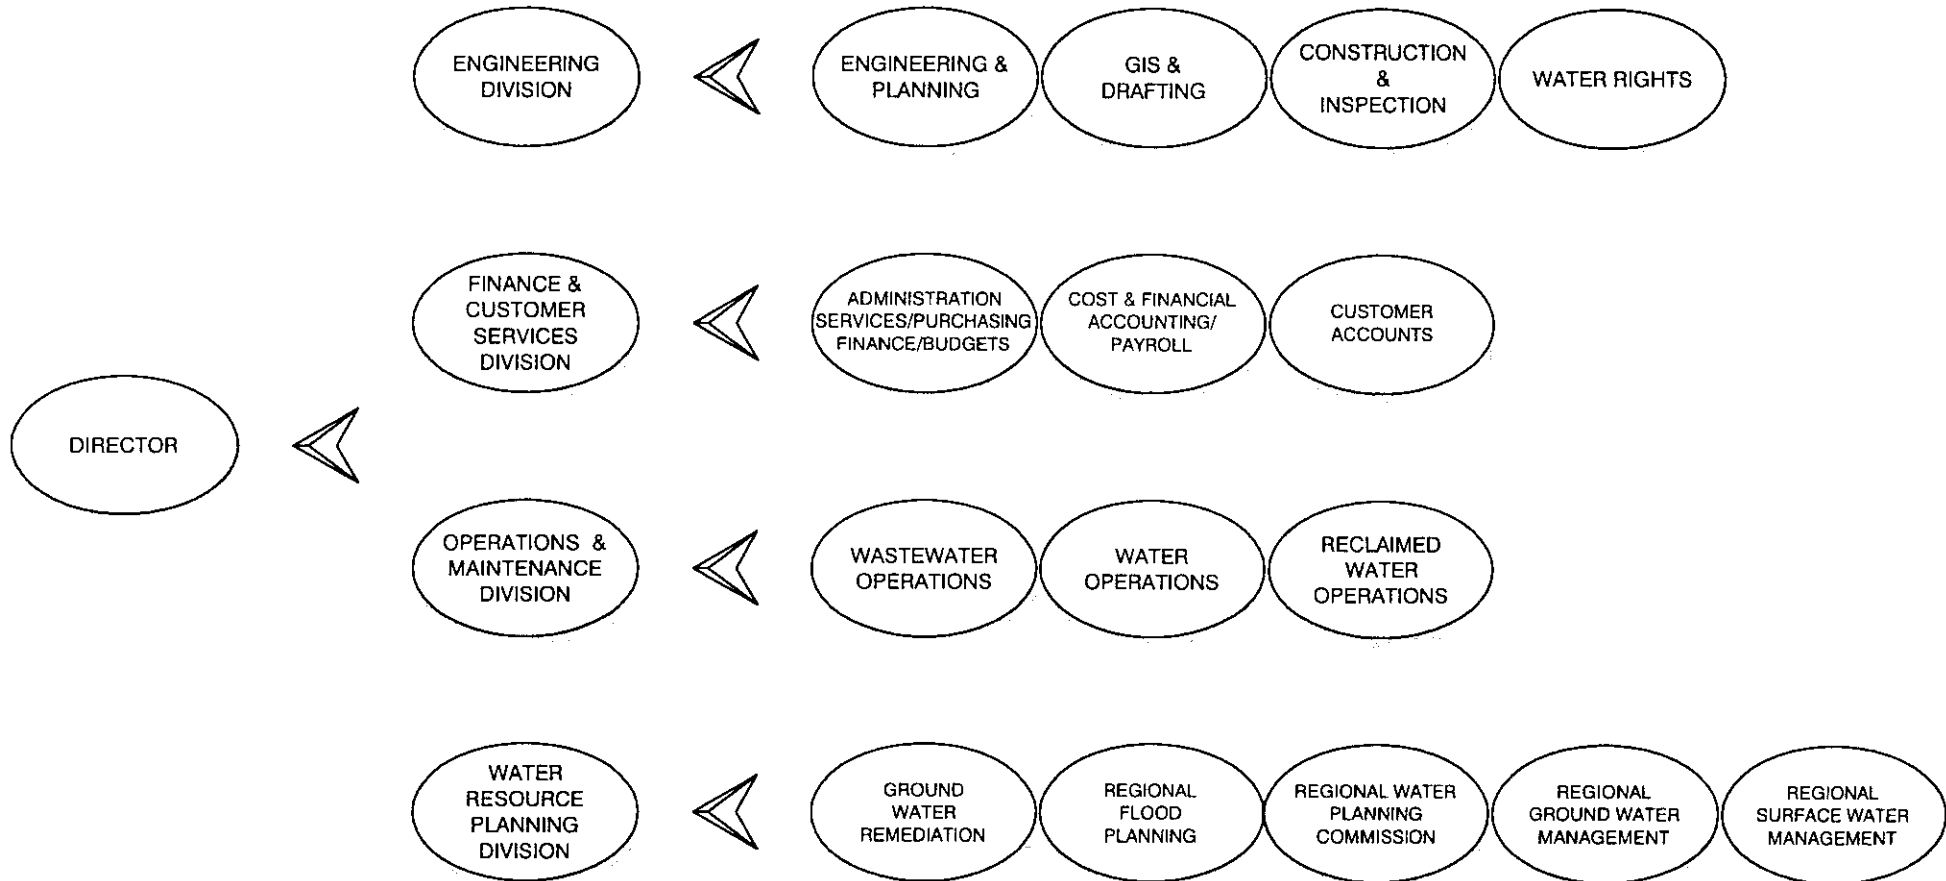 ENGINEERING
DIVISION
ENGINEERING &
PLANNING
GIS &
DRAFTING
CONSTRUCTION
&
INSPECTION
WATER RIGHTS
FINANCE &
CUSTOMER
SERVICES
DIVISION
ADMINISTRATION
SERVICES/PURCHASING
FINANCE/BUDGETS
COST & FINANCIAL
ACCOUNTING/
PAYROLL
CUSTOMER
ACCOUNTS
DIRECTOR
OPERATIONS &
MAINTENANCE
DIVISION
WASTEWATER
OPERATIONS
WATER
OPERATIONS
RECLAIMED
WATER
OPERATIONS
WATER
RESOURCE
PLANNING
DIVISION
GROUND
WATER
REMEDIATION
REGIONAL
FLOOD
PLANNING
REGIONAL WATER
PLANNING
COMMISSION
REGIONAL
GROUND WATER
MANAGEMENT
REGIONAL
SURFACE WATER
MANAGEMENT